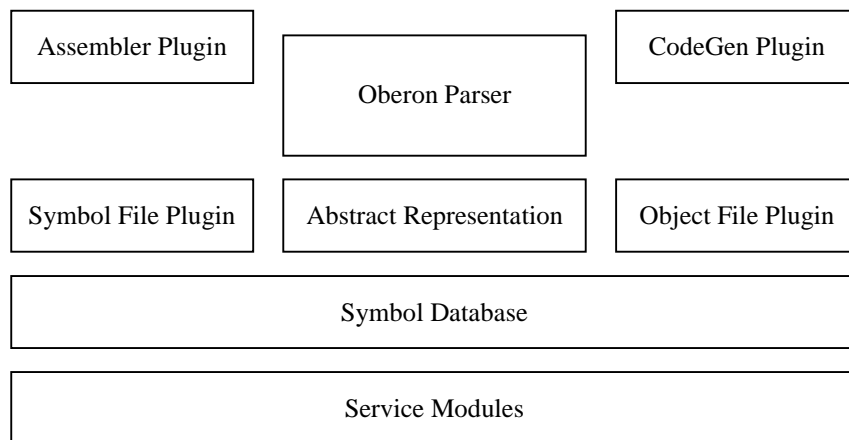 Assembler Plugin
Oberon Parser
CodeGen Plugin
Symbol File Plugin
Abstract Representation
Object File Plugin
Symbol Database
Service Modules